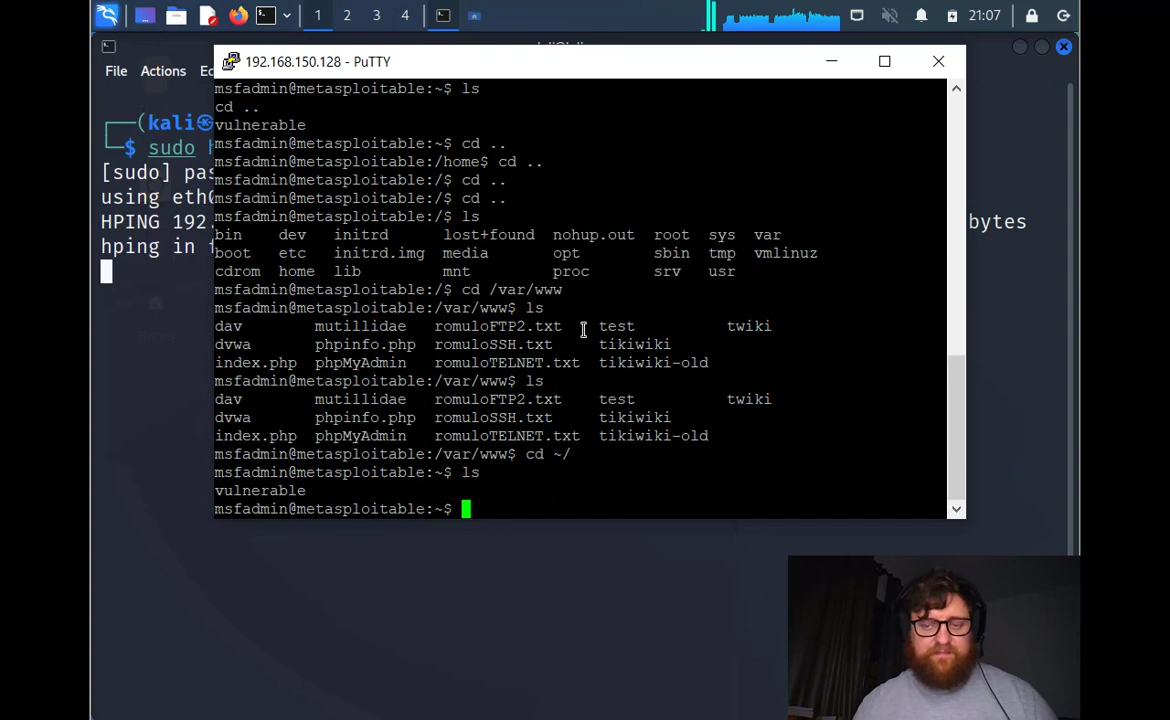 1 2 3 4 21:07
192.168.150.128 - PuTTY
File Actions
kali
$ sudo
[sudo]
HPING 192.
bytes
hping in
msfadmin@metasploitable:~$ ls
cd ..
vulnerable
msfadmin@metasploitable:~$ cd ..
msfadmin@metasploitable:/home$ cd ..
msfadmin@metasploitable:/$ cd ..
msfadmin@metasploitable:/$ cd ..
msfadmin@metasploitable:/$ ls
bin dev initrd lost+found nohup.out root sys var
boot etc initrd.img media opt sbin tmp vmlinuz
cdrom home lib mnt proc srv usr
msfadmin@metasploitable:/$ cd /var/www
msfadmin@metasploitable:/var/www$ ls
dav mutillidae romuloFTP2.txt test twiki
dvwa phpinfo.php romuloSSH.txt tikiwiki
index.php phpMyAdmin romuloTELNET.txt tikiwiki-old
msfadmin@metasploitable:/var/www$ ls
dav mutillidae romuloFTP2.txt test twiki
dvwa phpinfo.php romuloSSH.txt tikiwiki
index.php phpMyAdmin romuloTELNET.txt tikiwiki-old
msfadmin@metasploitable:/var/www$ cd ~/
msfadmin@metasploitable:~$ ls
vulnerable
msfadmin@metasploitable:~$